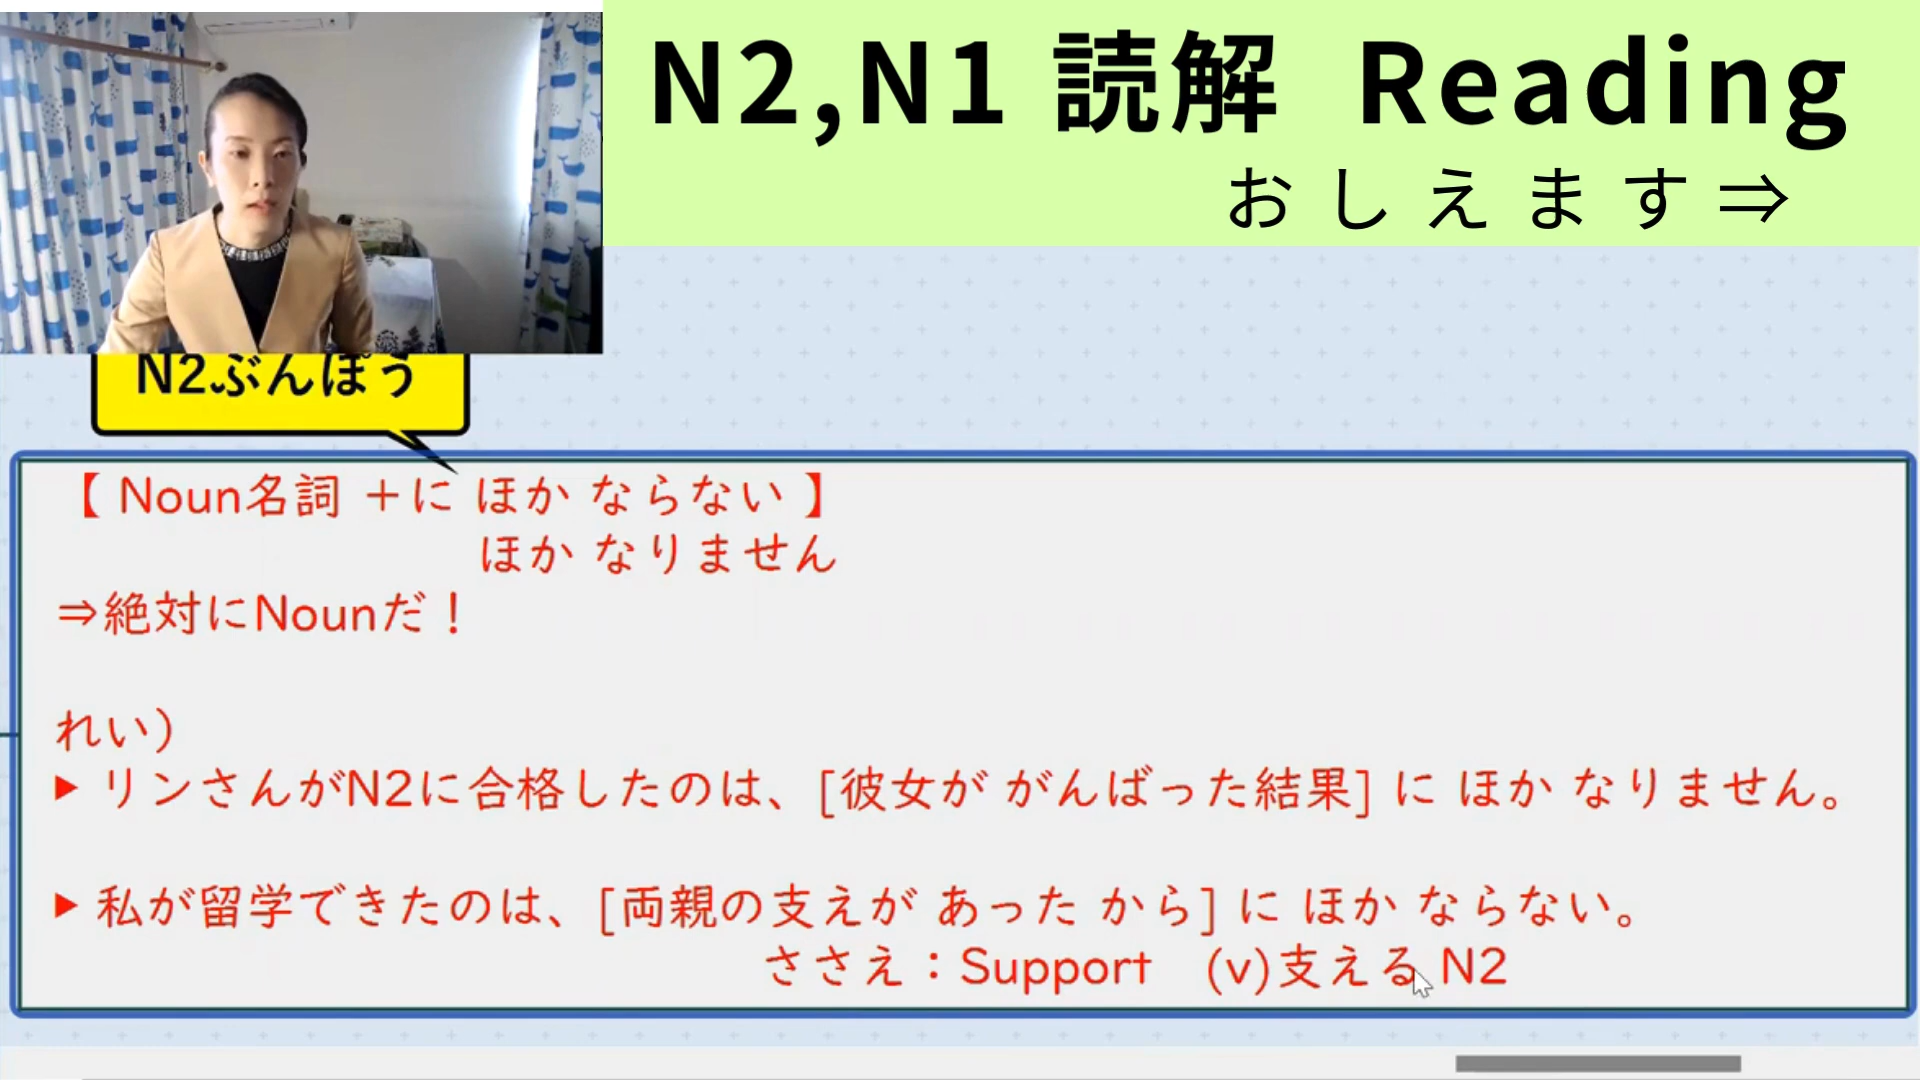 N2,N1 読解 Reading
おしえます⇒
N2ぶんぽう
【 Noun名詞 ＋に ほか ならない 】
ほか なりません
⇒絶対にNounだ！
れい）
▶ リンさんがN2に合格したのは、[彼女が がんばった結果] に ほか なりません。
▶ 私が留学できたのは、[両親の支えが あった から] に ほか ならない。
ささえ：Support (v)支える N2